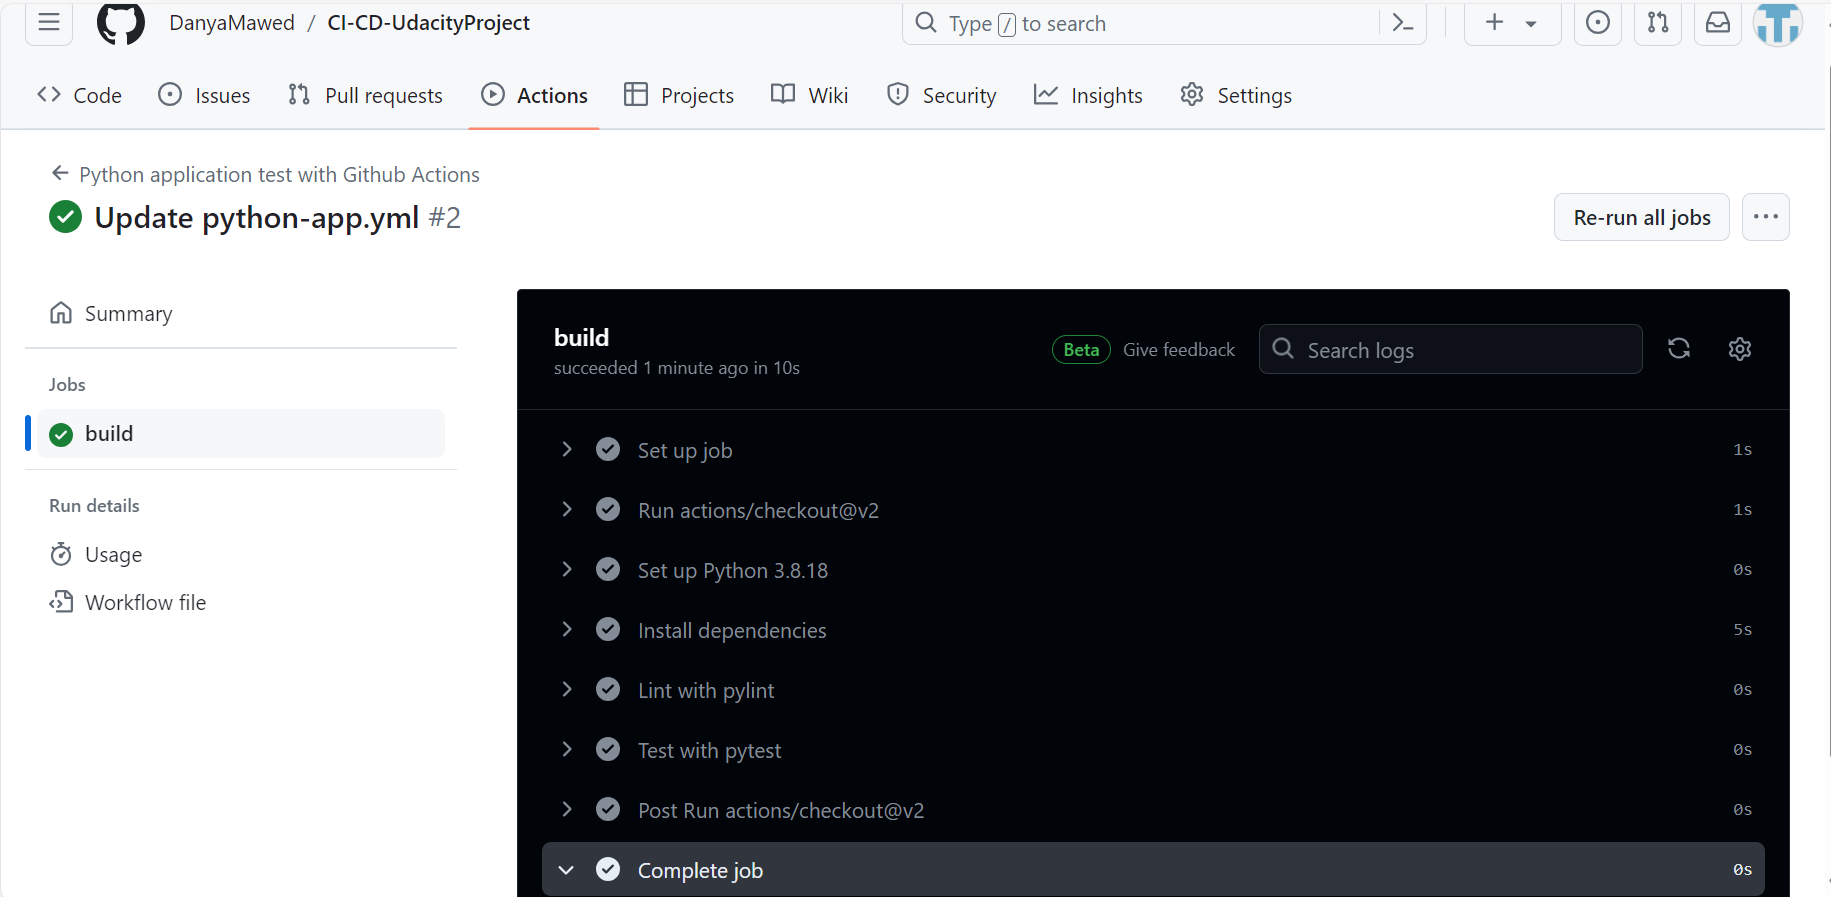 DanyaMawed / CI-CD-UdacityProject
Type / to search
Code Issues Pull requests Actions Projects Wiki Security Insights Settings
Python application test with Github Actions
Update python-app.yml #2
Re-run all jobs
Summary
Jobs
build
Run details
Usage
Workflow file
build
succeeded 1 minute ago in 10s
Beta Give feedback
Search logs
Set up job 1s
Run actions/checkout@v2 1s
Set up Python 3.8.18 0s
Install dependencies 5s
Lint with pylint 0s
Test with pytest 0s
Post Run actions/checkout@v2 0s
Complete job 0s